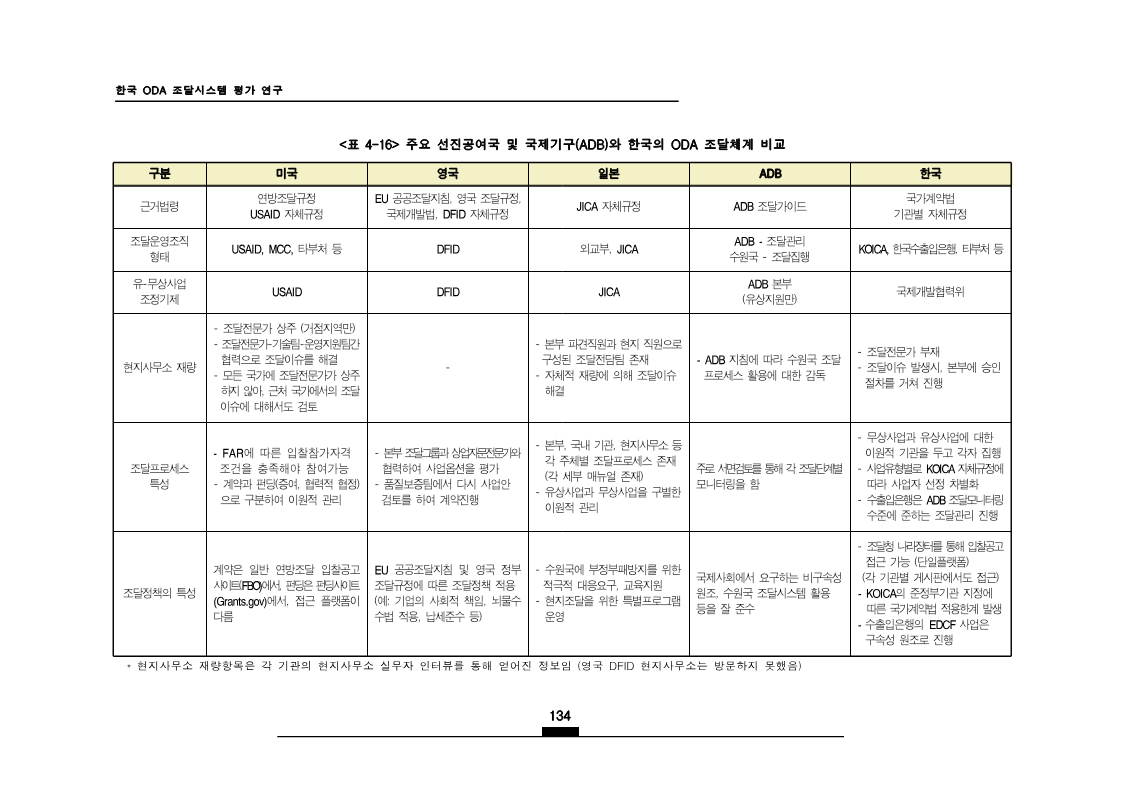 한국 ODA 조달시스템 평가 연구
<표 4-16> 주요 선진공여국 및 국제기구(ADB)와 한국의 ODA 조달체계 비교
구분
미국
영국
일본
ADB
한국
근거법령
연방조달규정
USAID 자체규정
EU 공공조달지침, 영국 조달규정,
국제개발법, DFID 자체규정
JICA 자체규정
ADB 조달가이드
국가계약법
기관별 자체규정
조달운영조직
형태
USAID, MCC, 타부처 등
DFID
외교부, JICA
ADB - 조달관리
수원국 - 조달집행
KOICA, 한국수출입은행, 타부처 등
유-무상사업
조정기제
USAID
DFID
JICA
ADB 본부
(유상지원만)
국제개발협력위
현지사무소 재량
- 조달전문가 상주 (거점지역만)
- 조달전문가-기술팀-운영지원팀간
협력으로 조달이슈를 해결
- 모든 국가에 조달전문가가 상주
하지 않아, 근처 국가에서의 조달
이슈에 대해서도 검토
-
- 본부 파견직원과 현지 직원으로
구성된 조달전담팀 존재
- 자체적 재량에 의해 조달이슈
해결
- ADB 지침에 따라 수원국 조달
프로세스 활용에 대한 감독
- 조달전문가 부재
- 조달이슈 발생시, 본부에 승인
절차를 거쳐 진행
조달프로세스
특성
- FAR에 따른 입찰참가자격
조건을 충족해야 참여가능
- 계약과 펀딩(증여, 협력적 협정)
으로 구분하여 이원적 관리
- 본부 조달그룹과 상업자문전문가와
협력하여 사업옵션을 평가
- 품질보증팀에서 다시 사업안
검토를 하여 계약진행
- 본부, 국내 기관, 현지사무소 등
각 주체별 조달프로세스 존재
(각 세부 매뉴얼 존재)
- 유상사업과 무상사업을 구별한
이원적 관리
주로 서면검토를 통해 각 조달단계별
모니터링을 함
- 무상사업과 유상사업에 대한
이원적 기관을 두고 각자 집행
- 사업유형별로 KOICA 자체규정에
따라 사업자 선정 차별화
- 수출입은행은 ADB 조달모니터링
수준에 준하는 조달관리 진행
조달정책의 특성
계약은 일반 연방조달 입찰공고
사이트(FBO)에서, 펀딩은 펀딩사이트
(Grants.gov)에서, 접근 플랫폼이
다름
EU 공공조달지침 및 영국 정부
조달규정에 따른 조달정책 적용
(예: 기업의 사회적 책임, 뇌물수
수법 적용, 납세준수 등)
- 수원국에 부정부패방지를 위한
적극적 대응요구, 교육지원
- 현지조달을 위한 특별프로그램
운영
국제사회에서 요구하는 비구속성
원조, 수원국 조달시스템 활용
등을 잘 준수
- 조달청 나라장터를 통해 입찰공고
접근 가능 (단일플랫폼)
(각 기관별 게시판에서도 접근)
- KOICA의 준정부기관 지정에
따른 국가계약법 적용한계 발생
- 수출입은행의 EDCF 사업은
구속성 원조로 진행
* 현지사무소 재량항목은 각 기관의 현지사무소 실무자 인터뷰를 통해 얻어진 정보임 (영국 DFID 현지사무소는 방문하지 못했음)
134